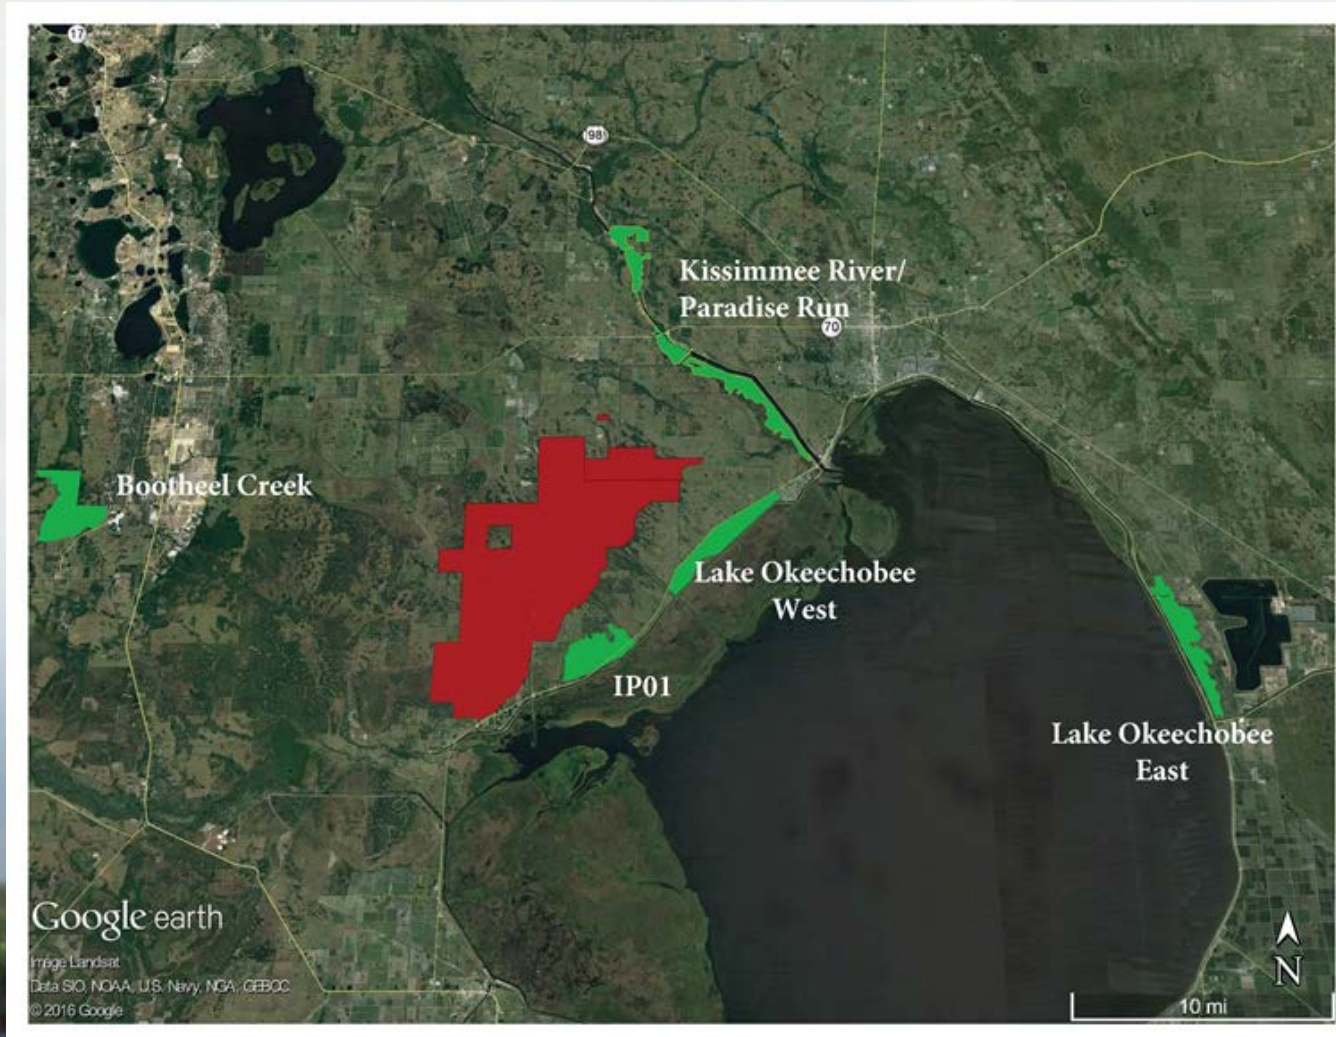 17
98
Kissimmee River/
Paradise Run
70
Bootheel Creek
Lake Okeechobee
West
IP01
Lake Okeechobee
East
Google earth
Image Landsat
Data SIO, NOAA, U.S. Navy, NGA, GEBCO
© 2016 Google
N
10 mi